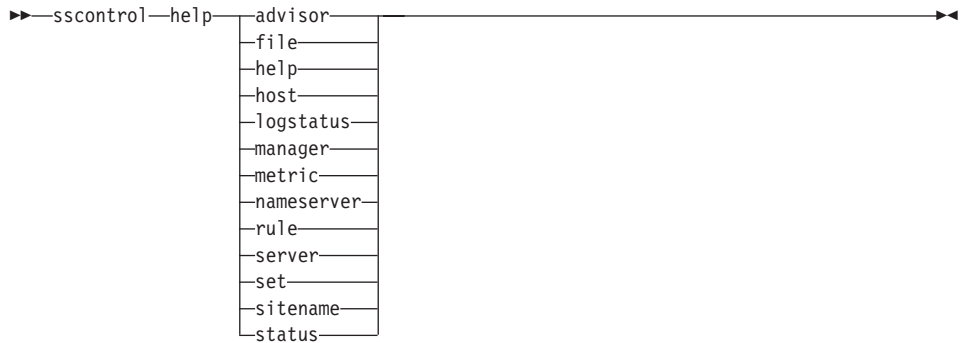 sscontrol help advisor
file
help
host
logstatus
manager
metric
nameserver
rule
server
set
sitename
status